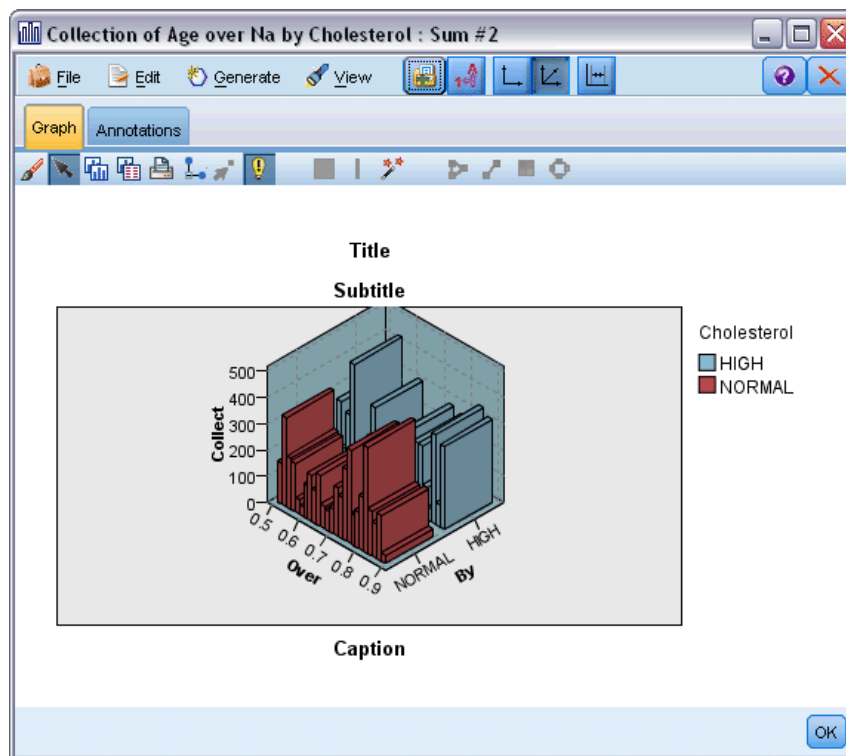 Collection of Age over Na by Cholesterol : Sum #2
File Edit Generate View
Graph Annotations
Title
Subtitle
Cholesterol
HIGH
NORMAL
500
400
300
200
100
0
Collect
0.5 0.6 0.7 0.8 0.9
Over
NORMAL HIGH
By
Caption
OK